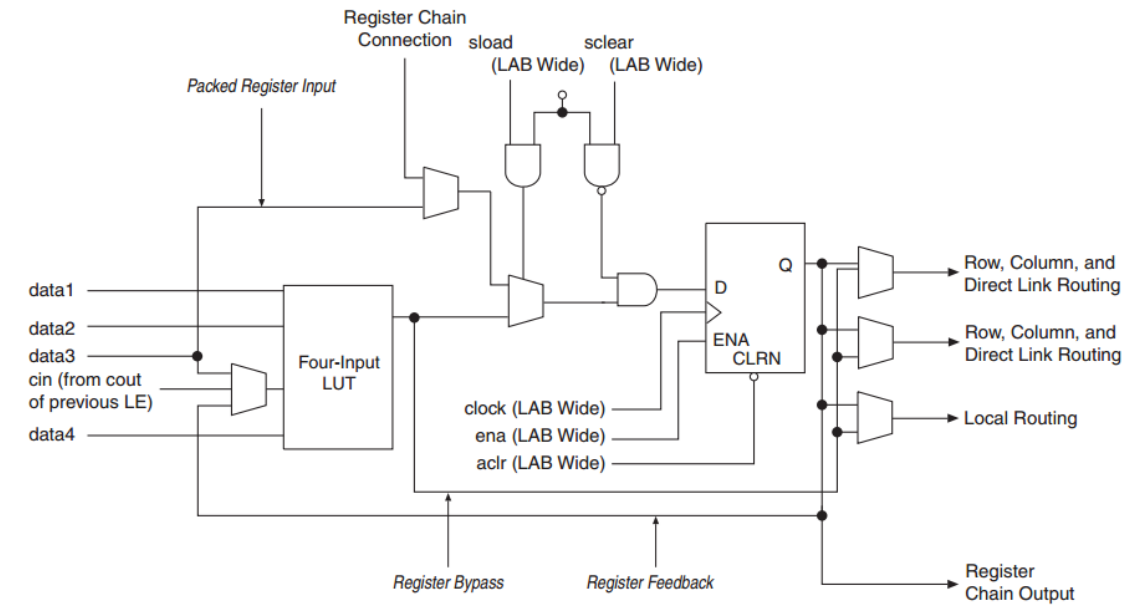 Register Chain
Connection
sload
(LAB Wide)
sclear
(LAB Wide)
Packed Register Input
data1
data2
data3
cin (from cout
of previous LE)
data4
Four-Input
LUT
D
Q
ENA
CLRN
clock (LAB Wide)
ena (LAB Wide)
aclr (LAB Wide)
Row, Column, and
Direct Link Routing
Row, Column, and
Direct Link Routing
Local Routing
Register Bypass
Register Feedback
Register
Chain Output